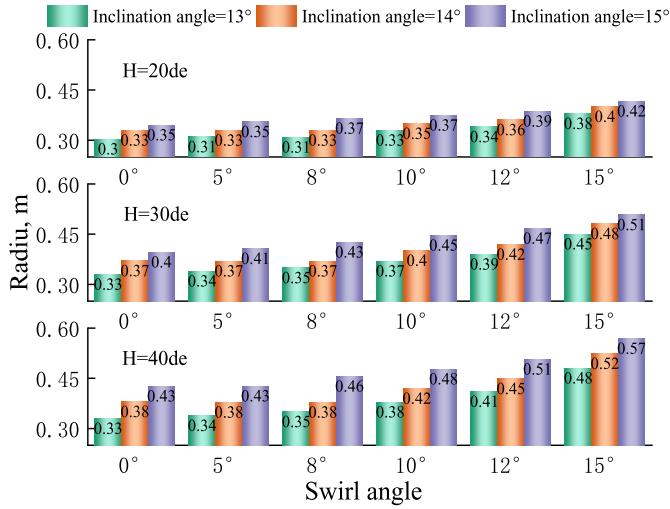 Inclination angle=13° Inclination angle=14° Inclination angle=15°
0.60
H=20de
0.45
0.30
0.3 0.33 0.35 0.31 0.33 0.35 0.31 0.33 0.37 0.33 0.35 0.37 0.34 0.36 0.39 0.38 0.4 0.42
0° 5° 8° 10° 12° 15°
Radiu, m
0.60
H=30de
0.45
0.30
0.33 0.37 0.4 0.34 0.37 0.41 0.35 0.37 0.43 0.37 0.4 0.45 0.39 0.42 0.47 0.45 0.48 0.51
0° 5° 8° 10° 12° 15°
0.60
H=40de
0.45
0.30
0.33 0.38 0.43 0.34 0.38 0.43 0.35 0.38 0.46 0.38 0.42 0.48 0.41 0.45 0.51 0.48 0.52 0.57
0° 5° 8° 10° 12° 15°
Swirl angle